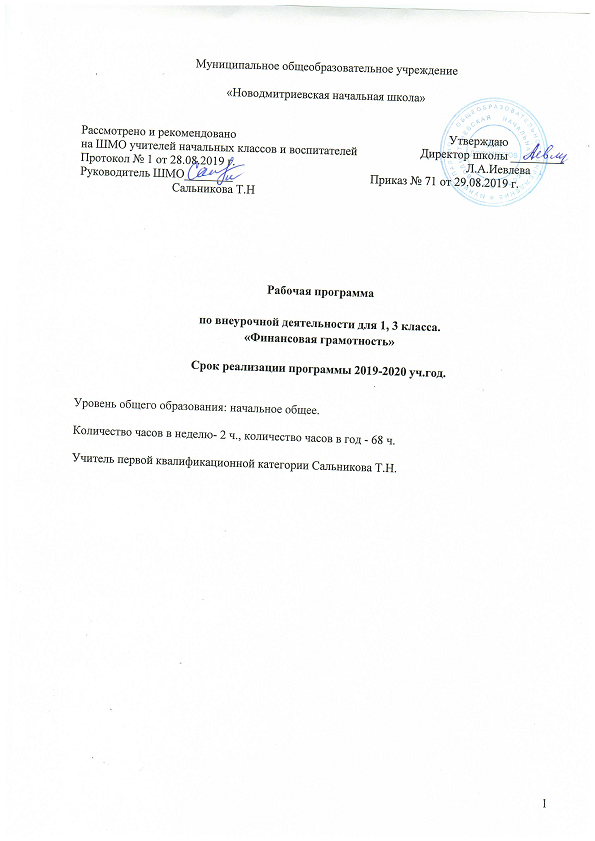 Муниципальное общеобразовательное учреждение
«Новодмитриевская начальная школа»
Рассмотрено и рекомендовано
на ШМО учителей начальных классов и воспитателей
Протокол № 1 от 28.08.2019 г.
Руководитель ШМО
Сальникова Т.Н
Утверждаю
Директор школы
Л.А.Иевлева
Приказ № 71 от 29.08.2019 г.
Рабочая программа
по внеурочной деятельности для 1, 3 класса.
«Финансовая грамотность»
Срок реализации программы 2019-2020 уч.год.
Уровень общего образования: начальное общее.
Количество часов в неделю- 2 ч., количество часов в год - 68 ч.
Учитель первой квалификационной категории Сальникова Т.Н.
1